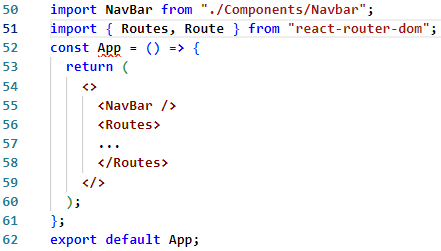 50 import NavBar from "./Components/Navbar";
51 import { Routes, Route } from "react-router-dom";
52 const App = () => {
53 return (
54 <>
55 <NavBar />
56 <Routes>
57 ...
58 </Routes>
59 </>
60 );
61 };
62 export default App;